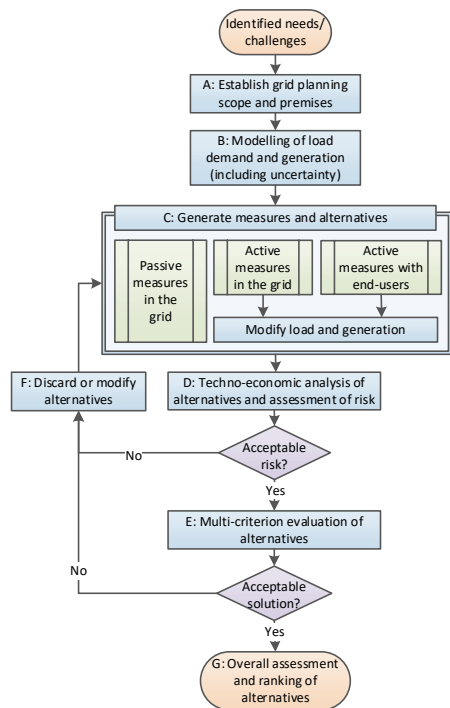 Identified needs/
challenges
A: Establish grid planning
scope and premises
B: Modelling of load
demand and generation
(including uncertainty)
C: Generate measures and alternatives
Passive
measures
in the
grid
Active
measures
in the grid
Active
measures with
end-users
Modify load and generation
F: Discard or modify
alternatives
D: Techno-economic analysis of
alternatives and assessment of risk
Acceptable
risk?
No
Yes
E: Multi-criterion evaluation of
alternatives
No
Acceptable
solution?
Yes
G: Overall assessment
and ranking of
alternatives